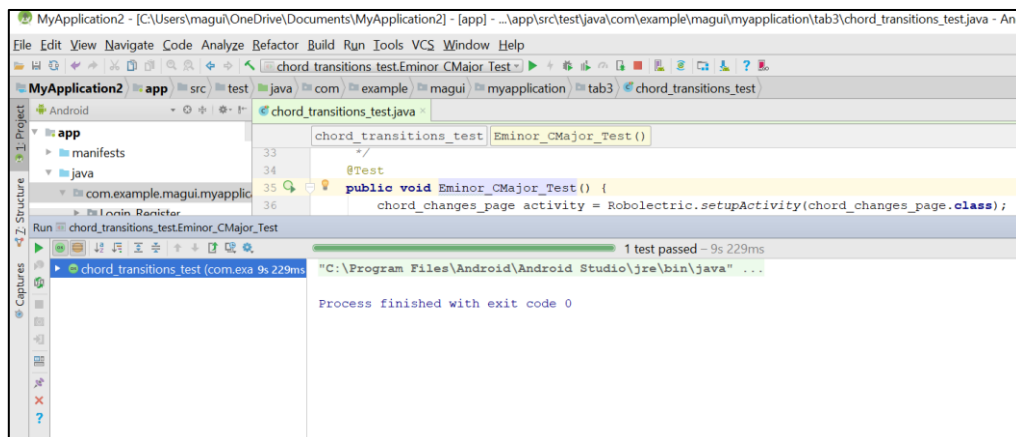 MyApplication2 - [C:\Users\magui\OneDrive\Documents\MyApplication2] - [app] - ...\app\src\test\java\com\example\magui\myapplication\tab3\chord_transitions_test.java - An
File Edit View Navigate Code Analyze Refactor Build Run Tools VCS Window Help
chord transitions test.Eminor CMajor Test
MyApplication2 app src test java com example magui myapplication tab3 chord_transitions_test
1: Project
Android
chord_transitions_test.java
app
chord_transitions_test Eminor_CMajor_Test()
manifests
33 */
java
34 @Test
com.example.magui.myapplic
35 public void Eminor_CMajor_Test() {
Login_Register
36 chord_changes_page activity = Robolectric.setupActivity(chord_changes_page.class);
7: Structure
Run chord_transitions_test.Eminor_CMajor_Test
1 test passed – 9s 229ms
chord_transitions_test (com.exa 9s 229ms
"C:\Program Files\Android\Android Studio\jre\bin\java" ...
Captures
Process finished with exit code 0